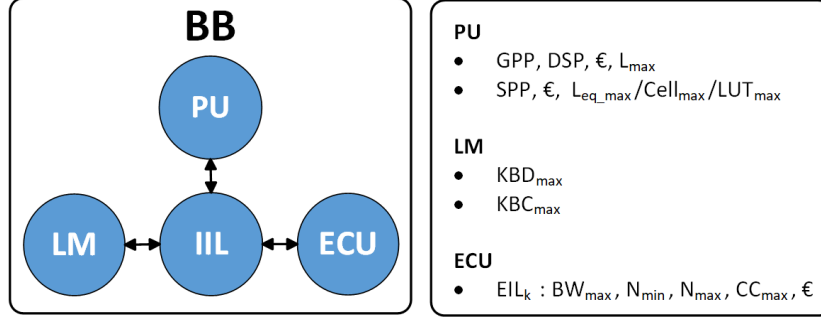 BB
PU
LM
IIL
ECU
PU
• GPP, DSP, €, Lmax
• SPP, €, Leq_max/Cellmax/LUTmax
LM
• KBDmax
• KBCmax
ECU
• EILk : BWmax, Nmin, Nmax, CCmax, €